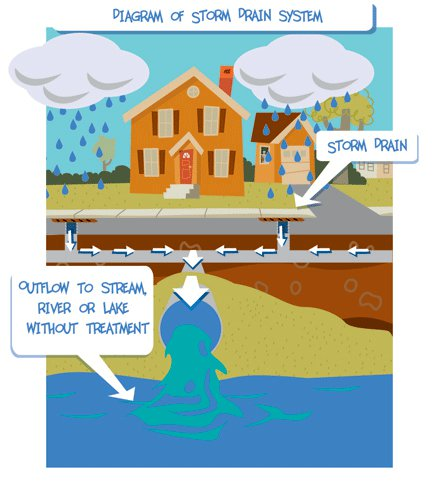 DIAGRAM OF STORM DRAIN SYSTEM
STORM DRAIN
OUTFLOW TO STREAM,
RIVER OR LAKE
WITHOUT TREATMENT